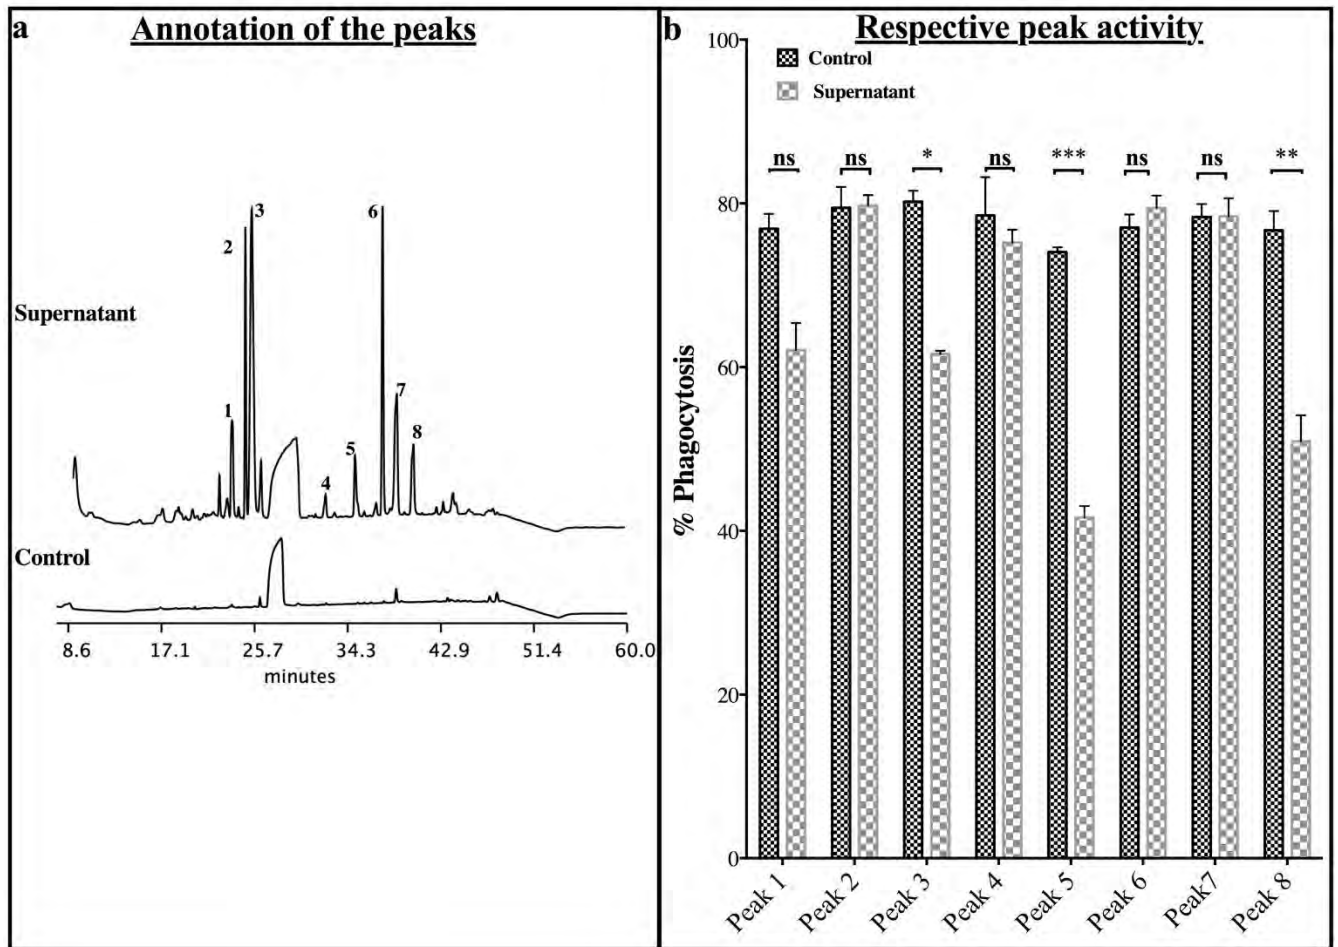 a Annotation of the peaks
3
6
2
Supernatant
7
1
8
5
4
Control
8.6 17.1 25.7 34.3 42.9 51.4 60.0
minutes
b Respective peak activity
100
Control
Supernatant
ns ns * ns *** ns ns **
80
60
% Phagocytosis
40
20
0
Peak 1 Peak 2 Peak 3 Peak 4 Peak 5 Peak 6 Peak7 Peak 8